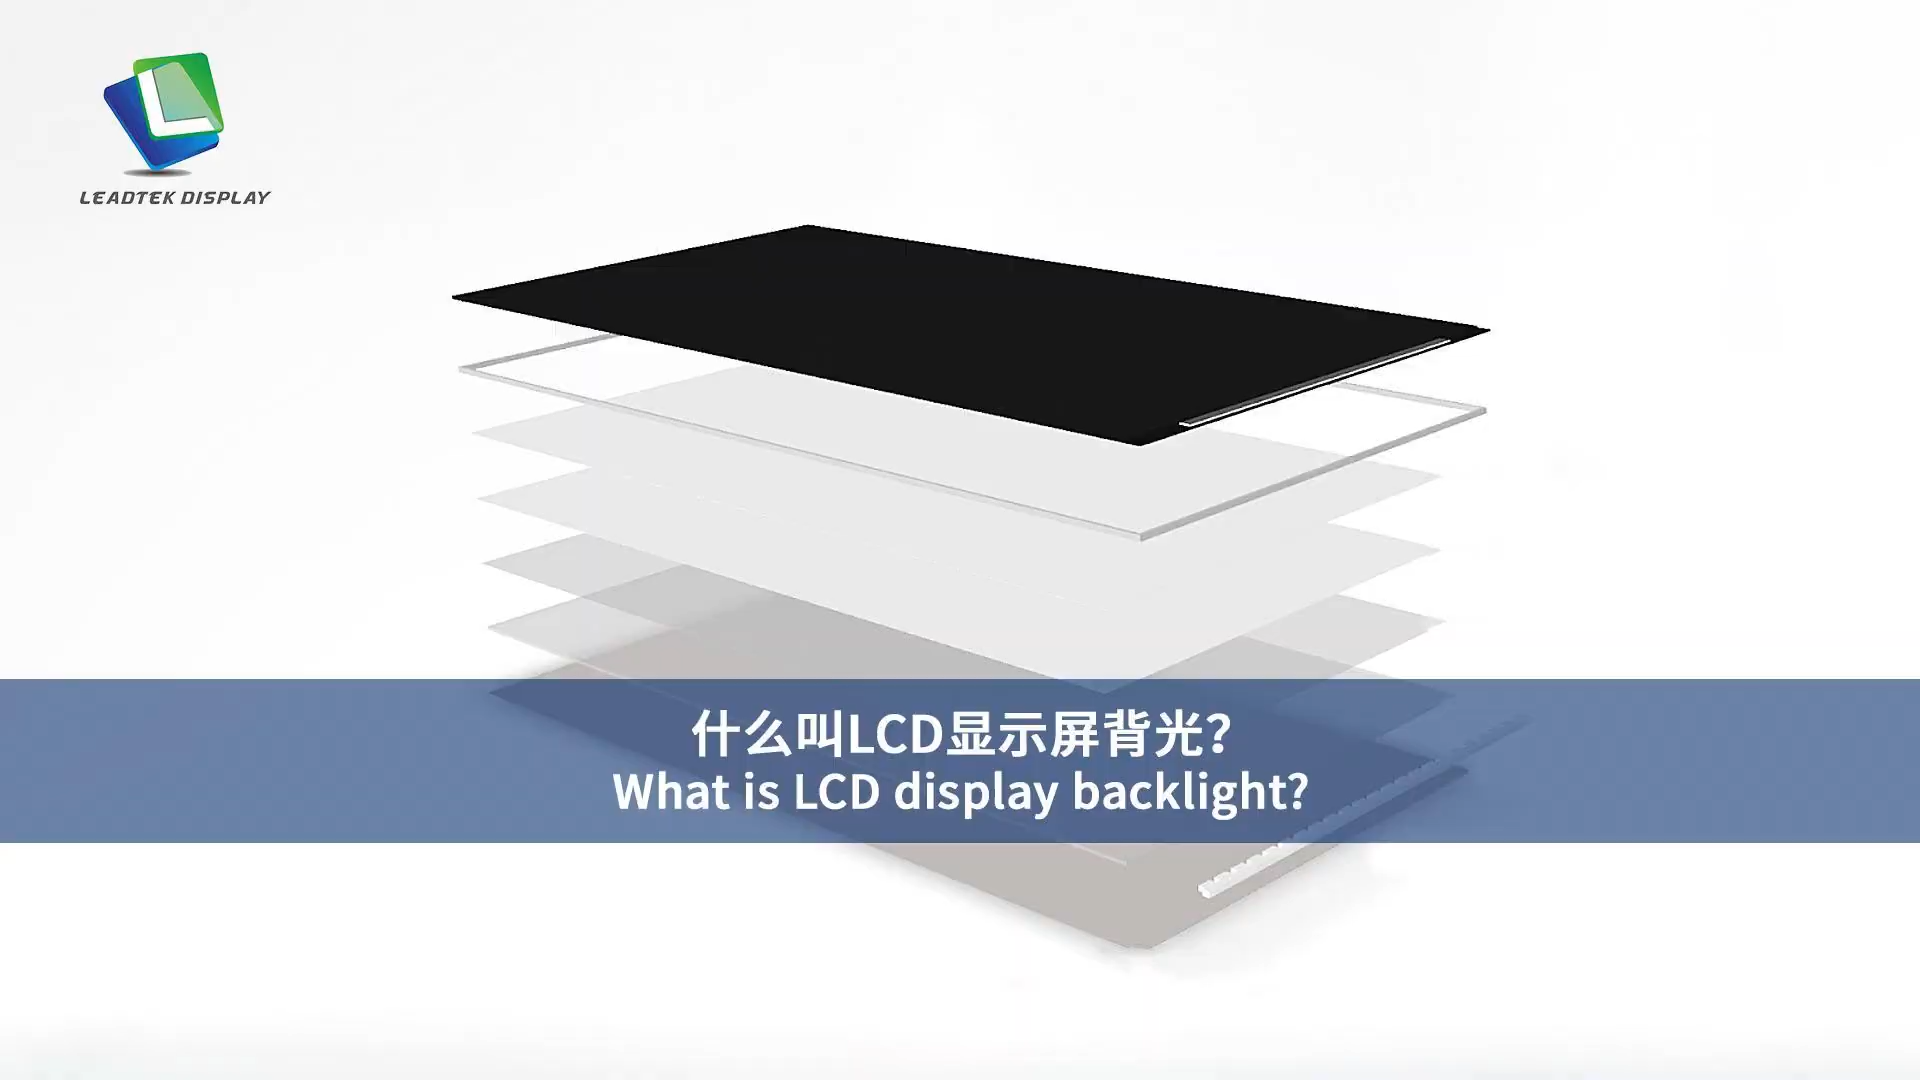 LEADTEK DISPLAY
什么叫LCD显示屏背光？
What is LCD display backlight?